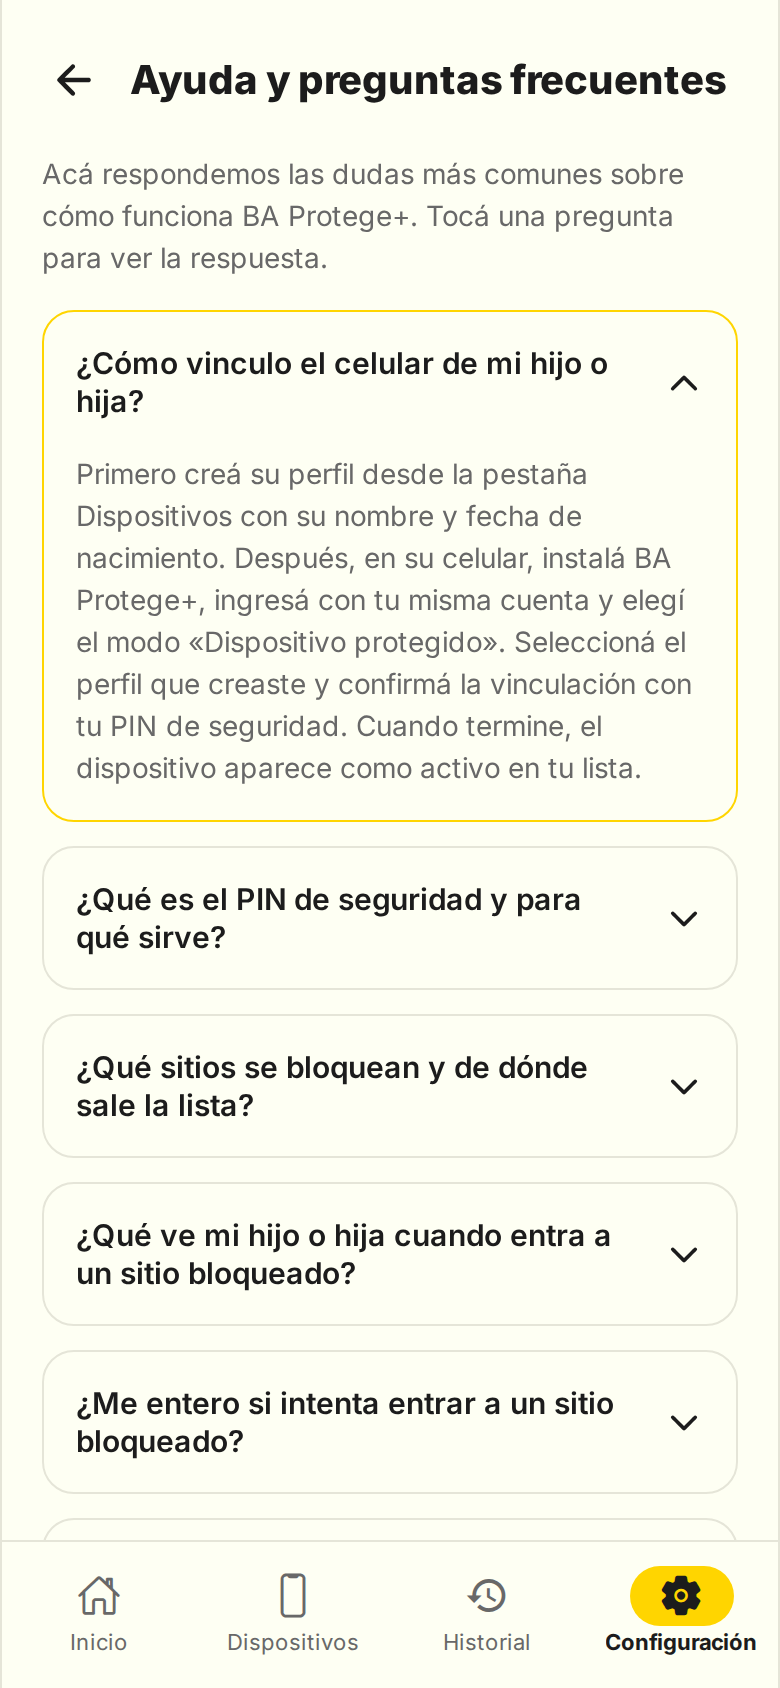 Ayuda y preguntas frecuentes
Acá respondemos las dudas más comunes sobre
cómo funciona BA Protege+. Tocá una pregunta
para ver la respuesta.
¿Cómo vinculo el celular de mi hijo o
hija?
Primero creá su perfil desde la pestaña
Dispositivos con su nombre y fecha de
nacimiento. Después, en su celular, instalá BA
Protege+, ingresá con tu misma cuenta y elegí
el modo «Dispositivo protegido». Seleccioná el
perfil que creaste y confirmá la vinculación con
tu PIN de seguridad. Cuando termine, el
dispositivo aparece como activo en tu lista.
¿Qué es el PIN de seguridad y para
qué sirve?
¿Qué sitios se bloquean y de dónde
sale la lista?
¿Qué ve mi hijo o hija cuando entra a
un sitio bloqueado?
¿Me entero si intenta entrar a un sitio
bloqueado?
Inicio
Dispositivos
Historial
Configuración